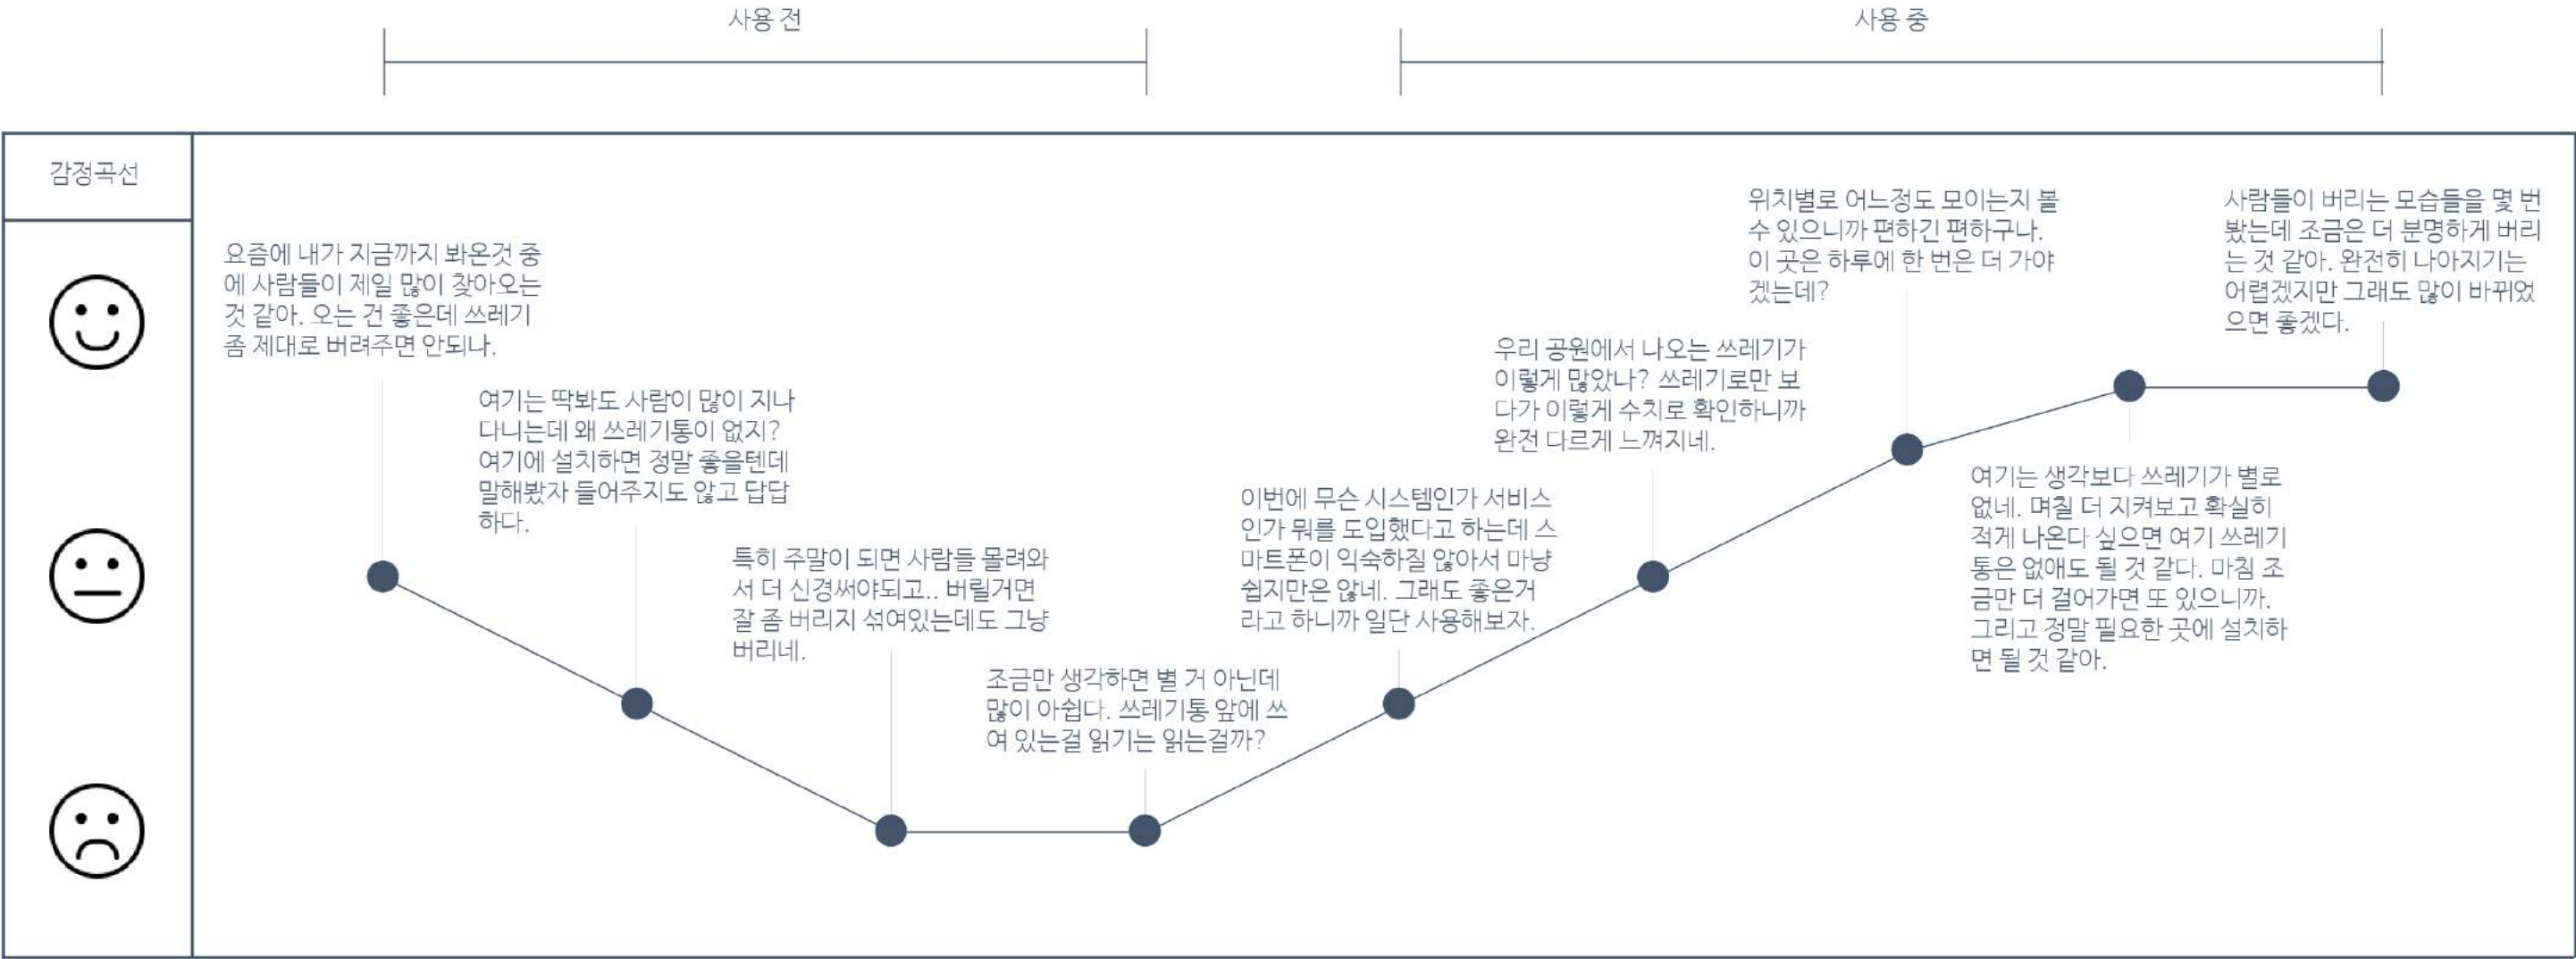 사용 전
사용 중
감정곡선
요즘에 내가 지금까지 봐온것 중
에 사람들이 제일 많이 찾아오는
것 같아. 오는 건 좋은데 쓰레기
좀 제대로 버려주면 안되나.
여기는 딱봐도 사람이 많이 지나
다니는데 왜 쓰레기통이 없지?
여기에 설치하면 정말 좋을텐데
말해봤자 들어주지도 않고 답답
하다.
특히 주말이 되면 사람들 몰려와
서 더 신경써야되고.. 버릴거면
잘 좀 버리지 섞여있는데도 그냥
버리네.
조금만 생각하면 별 거 아닌데
많이 아쉽다. 쓰레기통 앞에 쓰
여 있는걸 읽기는 읽는걸까?
이번에 무슨 시스템인가 서비스
인가 뭐를 도입했다고 하는데 스
마트폰이 익숙하질 않아서 마냥
쉽지만은 않네. 그래도 좋은거
라고 하니까 일단 사용해보자.
우리 공원에서 나오는 쓰레기가
이렇게 많았나? 쓰레기로만 보
다가 이렇게 수치로 확인하니까
완전 다르게 느껴지네.
위치별로 어느정도 모이는지 볼
수 있으니까 편하긴 편하구나.
이 곳은 하루에 한 번은 더 가야
겠는데?
여기는 생각보다 쓰레기가 별로
없네. 며칠 더 지켜보고 확실히
적게 나온다 싶으면 여기 쓰레기
통은 없애도 될 것 같다. 마침 조
금만 더 걸어가면 또 있으니까.
그리고 정말 필요한 곳에 설치하
면 될 것 같아.
사람들이 버리는 모습들을 몇 번
봤는데 조금은 더 분명하게 버리
는 것 같아. 완전히 나아지기는
어렵겠지만 그래도 많이 바뀌었
으면 좋겠다.